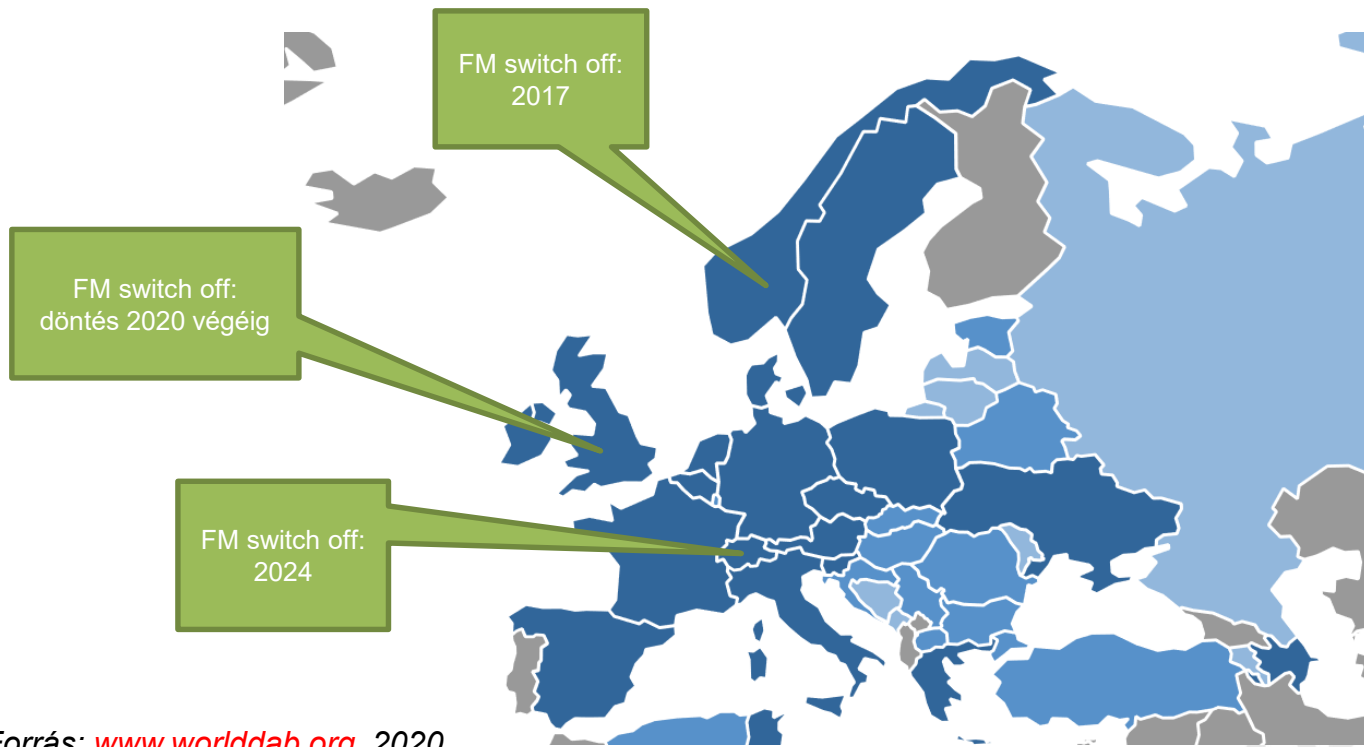 FM switch off:
2017
FM switch off:
döntés 2020 végéig
FM switch off:
2024
Forrás: www.worlddab.org, 2020